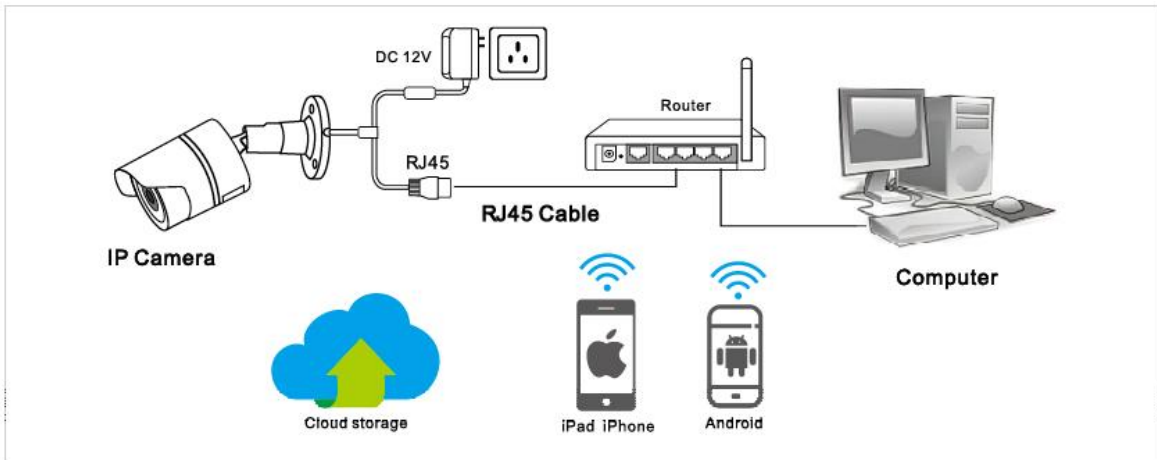 DC 12V
Router
RJ45
RJ45 Cable
IP Camera
Computer
Cloud storage
iPad iPhone
Android